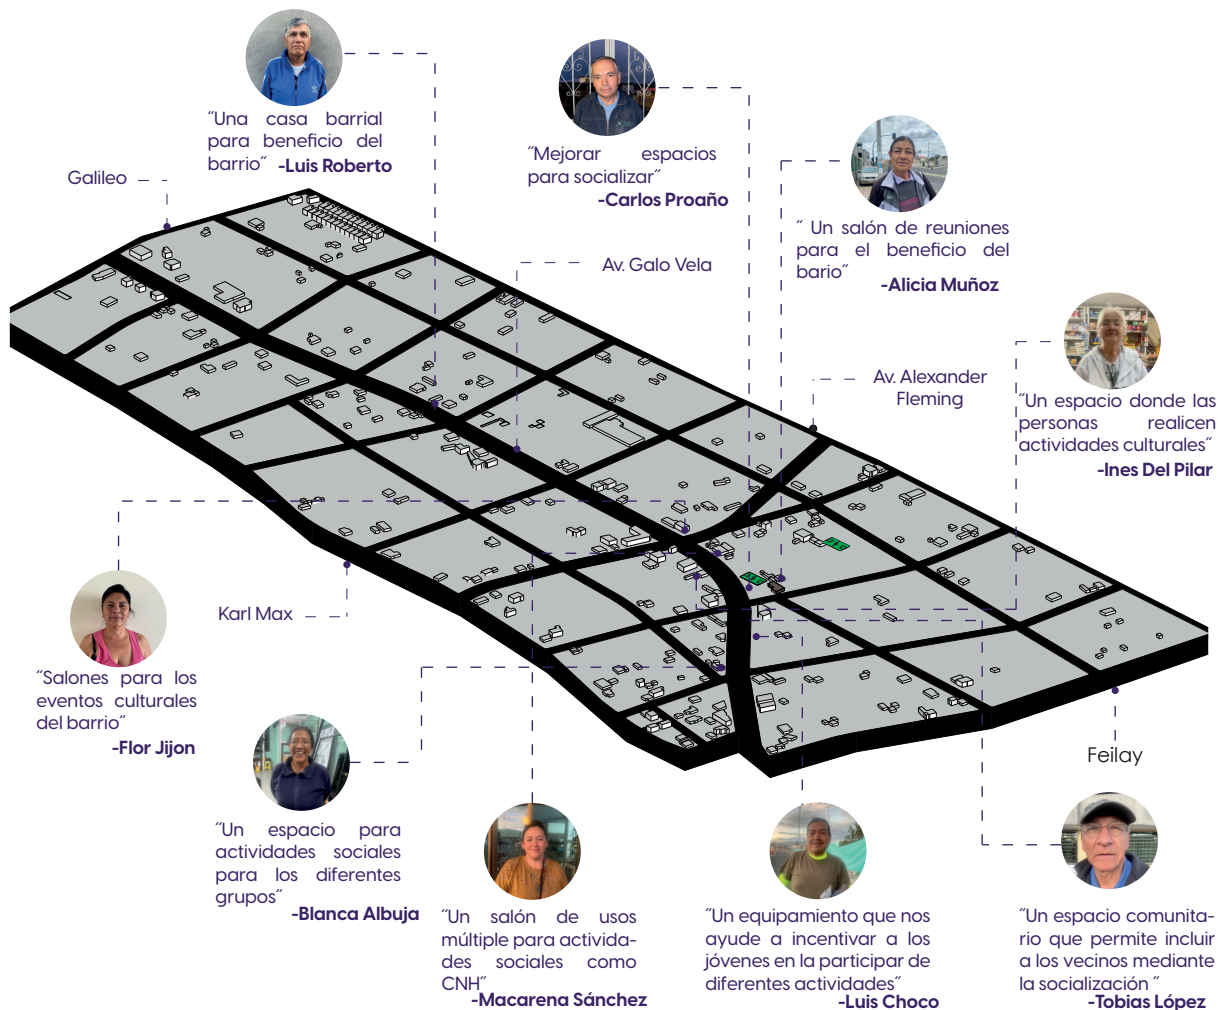 ˝Una casa barrial
para beneficio del
barrio˝ -Luis Roberto
˝Mejorar espacios
para socializar˝
-Carlos Proaño
Galileo
˝ Un salón de reuniones
para el beneficio del
bario˝
-Alicia Muñoz
Av. Galo Vela
Av. Alexander
Fleming
˝Un espacio donde las
personas realicen
actividades culturales˝
-Ines Del Pilar
Karl Max
˝Salones para los
eventos culturales
del barrio˝
-Flor Jijon
Feilay
˝Un espacio para
actividades sociales
para los diferentes
grupos˝
-Blanca Albuja
˝Un salón de usos
múltiple para activida-
des sociales como
CNH˝
-Macarena Sánchez
˝Un equipamiento que nos
ayude a incentivar a los
jóvenes en la participar de
diferentes actividades˝
-Luis Choco
˝Un espacio comunita-
rio que permite incluir
a los vecinos mediante
la socialización ˝
-Tobias López